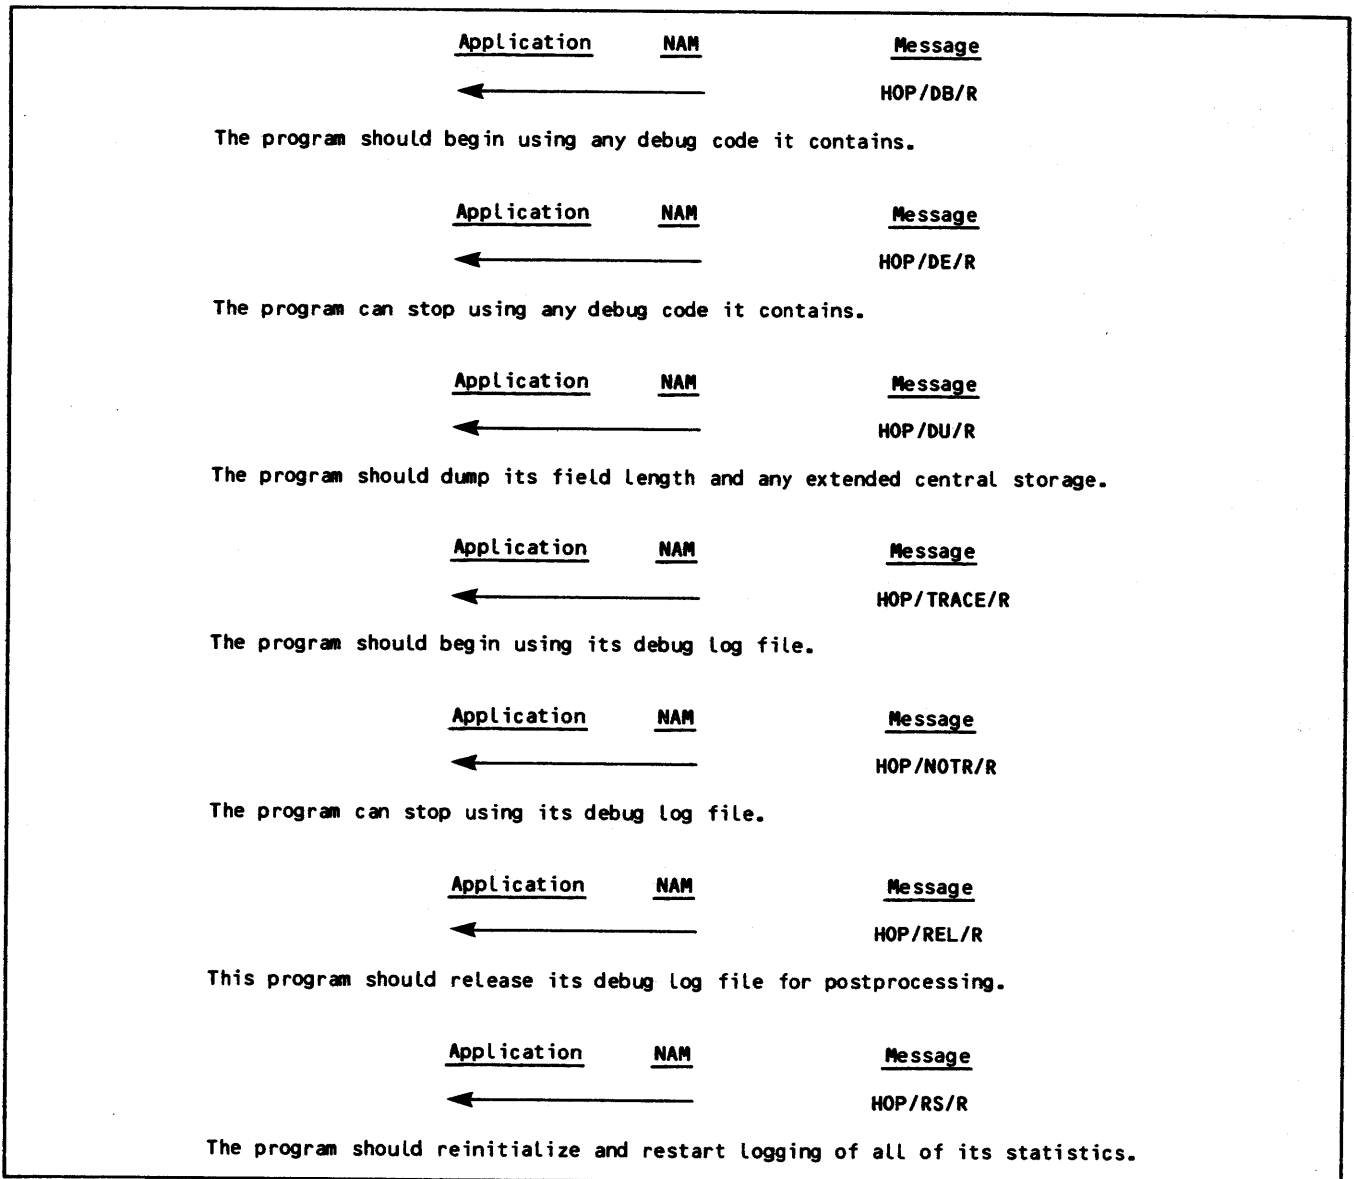 Application NAM Message
HOP/DB/R
The program should begin using any debug code it contains.
Application NAM Message
HOP/DE/R
The program can stop using any debug code it contains.
Application NAM Message
HOP/DU/R
The program should dump its field length and any extended central storage.
Application NAM Message
HOP/TRACE/R
The program should begin using its debug log file.
Application NAM Message
HOP/NOTR/R
The program can stop using its debug log file.
Application NAM Message
HOP/REL/R
This program should release its debug log file for postprocessing.
Application NAM Message
HOP/RS/R
The program should reinitialize and restart logging of all of its statistics.